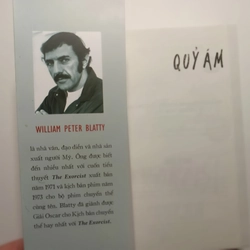 QUỶ ÁM
WILLIAM PETER BLATTY
là nhà văn, đạo diễn và nhà sản
xuất người Mỹ. Ông được biết
đến nhiều nhất với cuốn tiểu
thuyết The Exorcist xuất bản
năm 1971 và kịch bản phim năm
1973 cho bộ phim chuyển thể
cùng tên. Blatty đã giành được
Giải Oscar cho Kịch bản chuyển
thể hay nhất với The Exorcist.